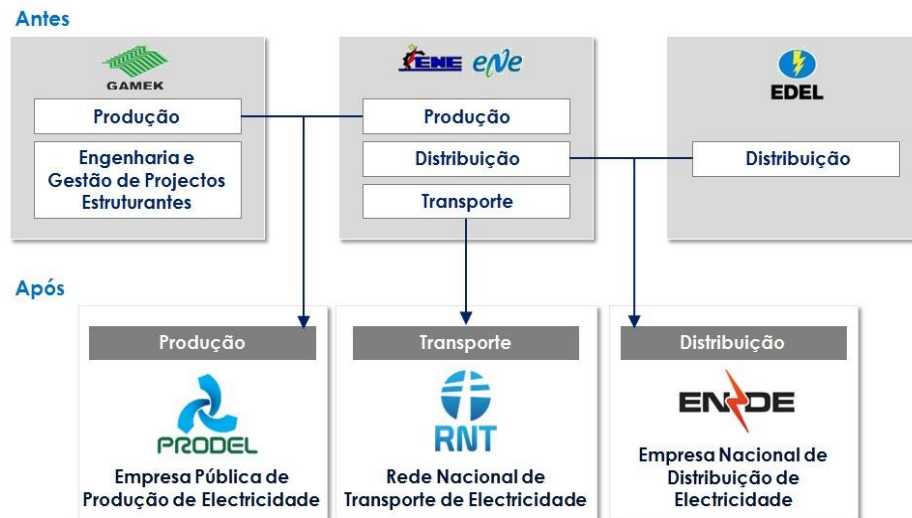 Antes
GAMEK
Produção
Engenharia e
Gestão de Projectos
Estruturantes
ENE eNe
Produção
Distribuição
Transporte
EDEL
Distribuição
Após
Produção
PRODEL
Empresa Pública de
Produção de Electricidade
Transporte
RNT
Rede Nacional de
Transporte de Electricidade
Distribuição
ENDE
Empresa Nacional de
Distribuição de
Electricidade